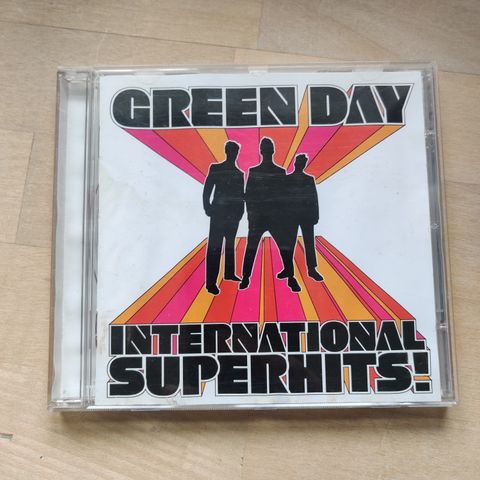 GREEN DAY
INTERNATIONAL
SUPERHITS!